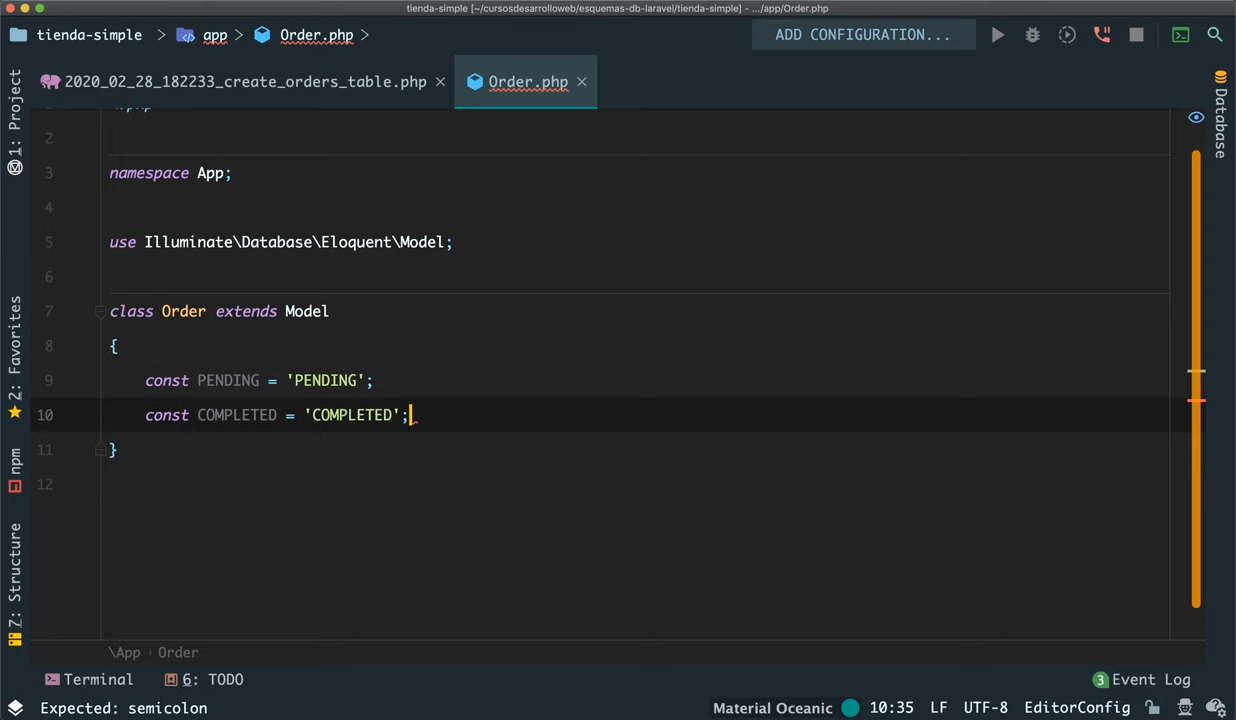 tienda-simple [~/cursosdesarrolloweb/esquemas-db-laravel/tienda-simple] - .../app/Order.php
tienda-simple > app > Order.php >
ADD CONFIGURATION...
2020_02_28_182233_create_orders_table.php ×
Order.php ×
1: Project
2: Favorites
npm
7: Structure
Database
2
3 namespace App;
4
5 use Illuminate\Database\Eloquent\Model;
6
7 class Order extends Model
8 {
9 const PENDING = 'PENDING';
10 const COMPLETED = 'COMPLETED';
11 }
12
\App › Order
Terminal
6: TODO
3 Event Log
Expected: semicolon
Material Oceanic
10:35
LF
UTF-8
EditorConfig